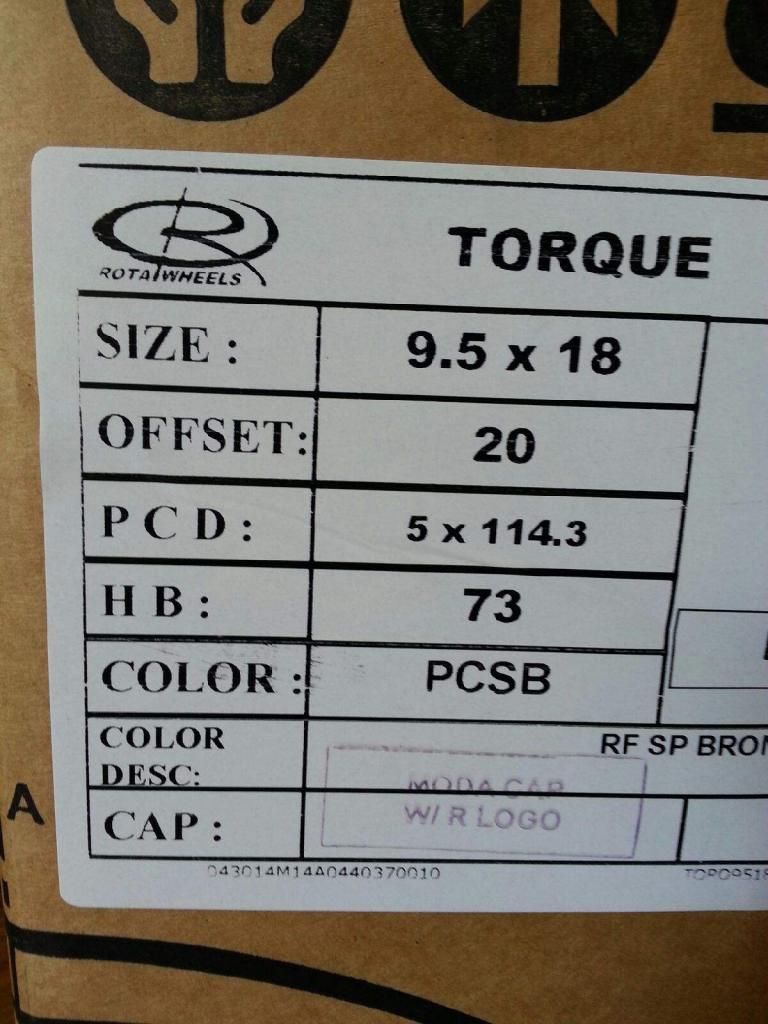 ROTA WHEELS
TORQUE
SIZE : 9.5 x 18
OFFSET: 20
P C D : 5 x 114.3
H B : 73
COLOR : PCSB
COLOR DESC: RF SP BRON
CAP : MODA CAP
W/ R LOGO
A
043014M14A0440370010